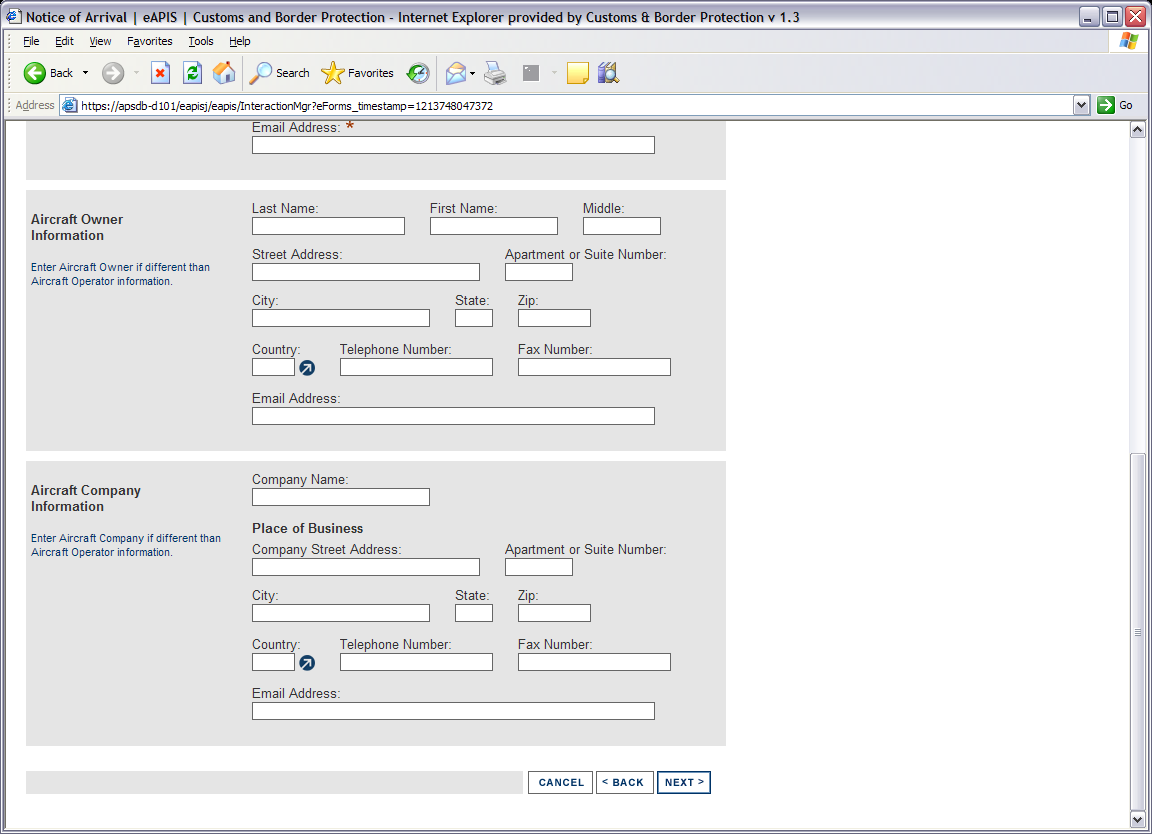 Notice of Arrival | eAPIS | Customs and Border Protection - Internet Explorer provided by Customs & Border Protection v 1.3
File Edit View Favorites Tools Help
Back Search Favorites
Address https://apsdb-d101/eapisj/eapis/InteractionMgr?eForms_timestamp=1213748047372 Go
Email Address: *
Aircraft Owner
Information
Enter Aircraft Owner if different than
Aircraft Operator information.
Last Name: First Name: Middle:
Street Address: Apartment or Suite Number:
City: State: Zip:
Country: Telephone Number: Fax Number:
Email Address:
Aircraft Company
Information
Enter Aircraft Company if different than
Aircraft Operator information.
Company Name:
Place of Business
Company Street Address: Apartment or Suite Number:
City: State: Zip:
Country: Telephone Number: Fax Number:
Email Address:
CANCEL < BACK NEXT >